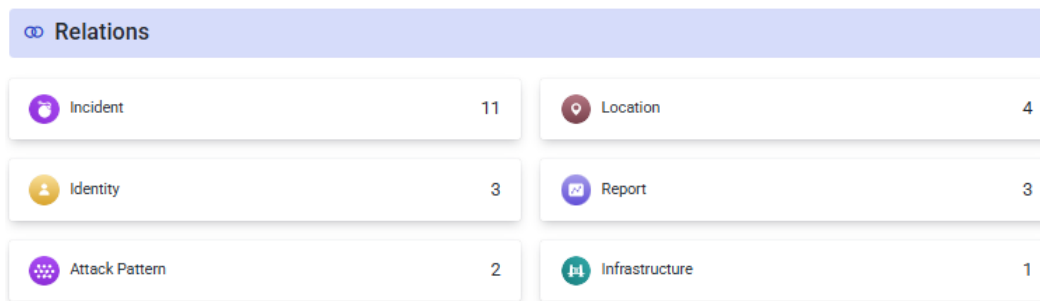 Relations
Incident 11
Location 4
Identity 3
Report 3
Attack Pattern 2
Infrastructure 1